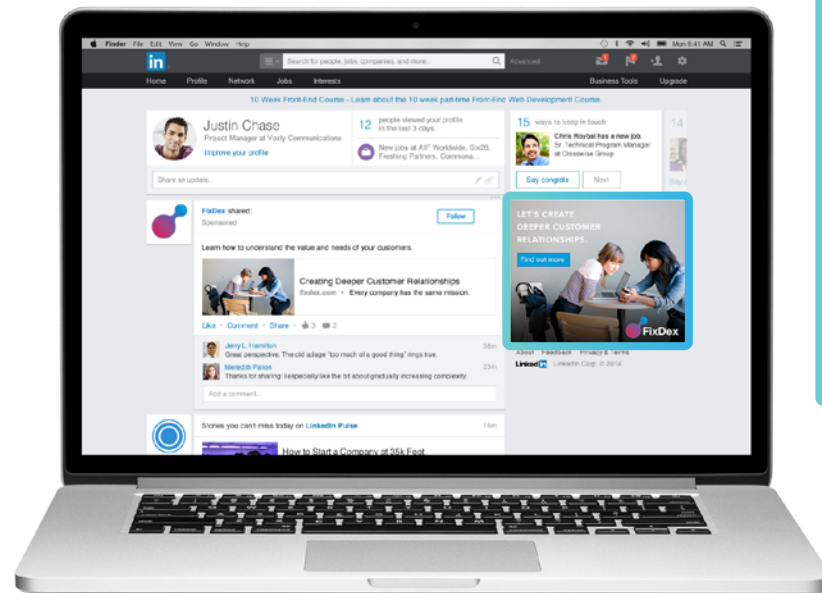 Finder File Edit View Go Window Help
Mon 9:41 AM
in
Search for people, jobs, companies, and more...
Advanced
Home Profile Network Jobs Interests
Business Tools Upgrade
10 Week Front-End Course - Learn about the 10 week part-time Front-End Web Development Course.
Justin Chase
Project Manager at Voxly Communications
Improve your profile
12 people viewed your profile
in the last 3 days
New jobs at
Freshing Partners,
Share an update...
15 ways to keep in touch
Chris Roybal has a new job.
Sr. Technical Program Manager
at Crosswise Group
Say congrats Next
14
Say
FixDex shared:
Sponsored
Follow
Learn how to understand the value and needs of your customers.
Creating Deeper Customer Relationships
fixdex.com • Every company has the same mission.
Like • Comment • Share • 3 2
Jerry L. Hamilton
Great perspective. The old adage "too much of a good thing" rings true.
36m
Meredith Fallon
Thanks for sharing! I especially like the bit about gradually increasing complexity
23m
Add a comment...
LET'S CREATE
DEEPER CUSTOMER
RELATIONSHIPS.
Find out more
FixDex
About Feedback Privacy & Terms
LinkedIn LinkedIn Corp. © 2014
Stories you can't miss today on LinkedIn Pulse
How to Start a Company at 35k Feet